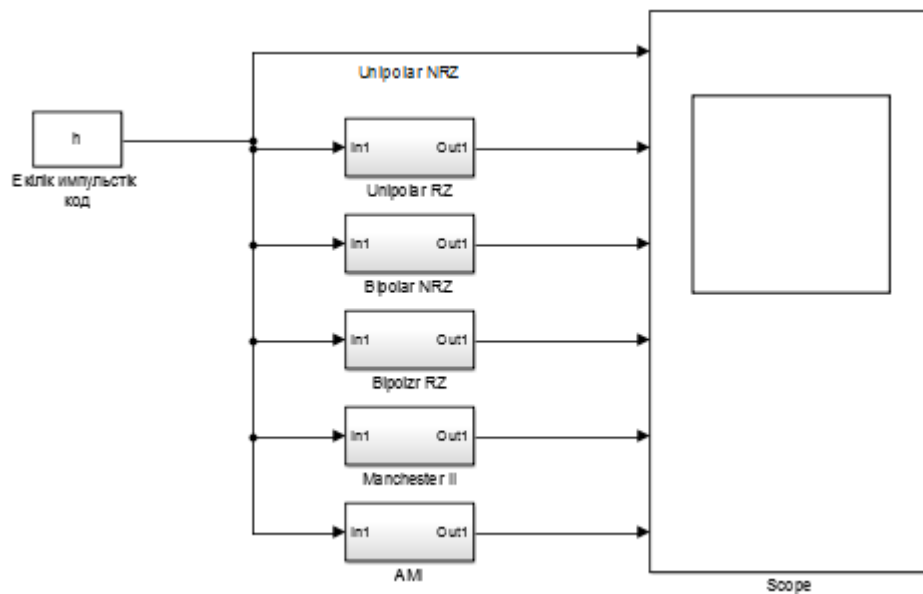 Unipolar NRZ
h
Екілік импульстік
код
In1 Out1
Unipolar RZ
In1 Out1
Bipolar NRZ
In1 Out1
Bipolzr RZ
In1 Out1
Manchester II
In1 Out1
AMI
Scope